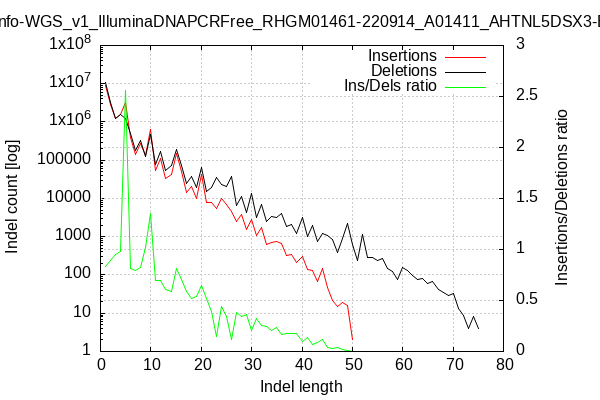 nfo-WGS_v1_IlluminaDNAPCRFree_RHGM01461-220914_A01411_AHTNL5DSX3-
Insertions
Deletions
Ins/Dels ratio
1x10^8
1x10^7
1x10^6
100000
10000
1000
100
10
1
3
2.5
2
1.5
1
0.5
0
0 10 20 30 40 50 60 70 80
Indel count [log]
Insertions/Deletions ratio
Indel length